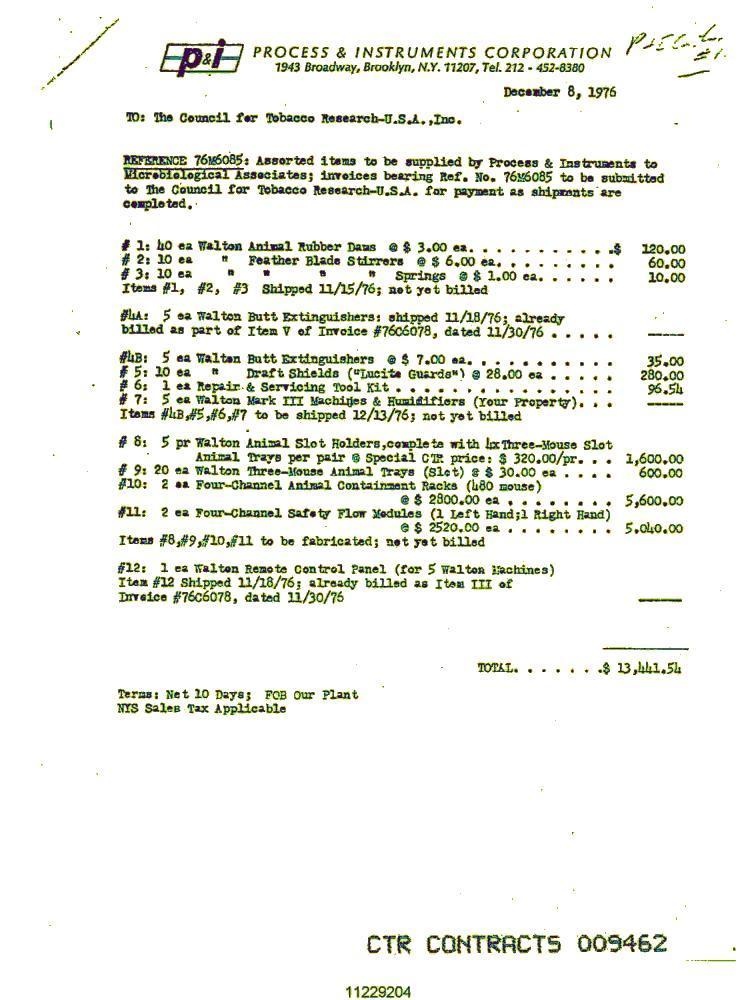 p&i PROCESS & INSTRUMENTS CORPORATION
1943 Broadway, Brooklyn, N.Y. 11207, Tel. 212 - 452-8380
December 8, 1976
TO: The Council for Tobacco Research-U.S.A.,Inc.
REFERENCE 76M6085: Assorted items to be supplied by Process & Instruments to
Microbiological Associates; invoices bearing Ref. No. 76M6085 to be submitted
to The Council for Tobacco Research-U.S.A. for payment as shipments are
completed.
# 1: 40 ea Walton Animal Rubber Dams @ $ 3.00 ea. . . . . . . . . . .$ 120.00
# 2: 10 ea " Feather Blade Stirrers @ $ 6.00 ea. . . . . . . . . 60.00
# 3: 10 ea " " " " Springs @ $ 1.00 ea. . . . . . 10.00
Items #1, #2, #3 Shipped 11/15/76; not yet billed
#4A: 5 ea Walton Butt Extinguishers: shipped 11/18/76; already
billed as part of Item V of Invoice #76C6078, dated 11/30/76 . . . . . ----
#4B: 5 ea Walton Butt Extinguishers @ $ 7.00 ea. . . . . . . . . . . 35.00
# 5: 10 ea " Draft Shields ("Lucite Guards") @ 28.00 ea . . . . . 280.00
# 6: 1 ea Repair & Servicing Tool Kit . . . . . . . . . . . . . . . . 96.54
# 7: 5 ea Walton Mark III Machines & Humidifiers (Your Property). . . -----
Items #4B,#5,#6,#7 to be shipped 12/13/76; not yet billed
# 8: 5 pr Walton Animal Slot Holders,complete with 4xThree-Mouse Slot
Animal Trays per pair @ Special CTR price: $ 320.00/pr. . . 1,600.00
# 9: 20 ea Walton Three-Mouse Animal Trays (Slot) @ $ 30.00 ea . . . . 600.00
#10: 2 ea Four-Channel Animal Containment Racks (480 mouse)
@ $ 2800.00 ea . . . . . . . . 5,600.00
#11: 2 ea Four-Channel Safety Flow Modules (1 Left Hand;1 Right Hand)
@ $ 2520.00 ea . . . . . . . . 5.040.00
Items #8,#9,#10,#11 to be fabricated; not yet billed
#12: 1 ea Walton Remote Control Panel (for 5 Walton Machines)
Item #12 Shipped 11/18/76; already billed as Item III of
Invoice #76C6078, dated 11/30/76 -----
TOTAL. . . . . . .$ 13,441.54
Terms: Net 10 Days; FOB Our Plant
NYS Sales Tax Applicable
CTR CONTRACTS 009462
11229204